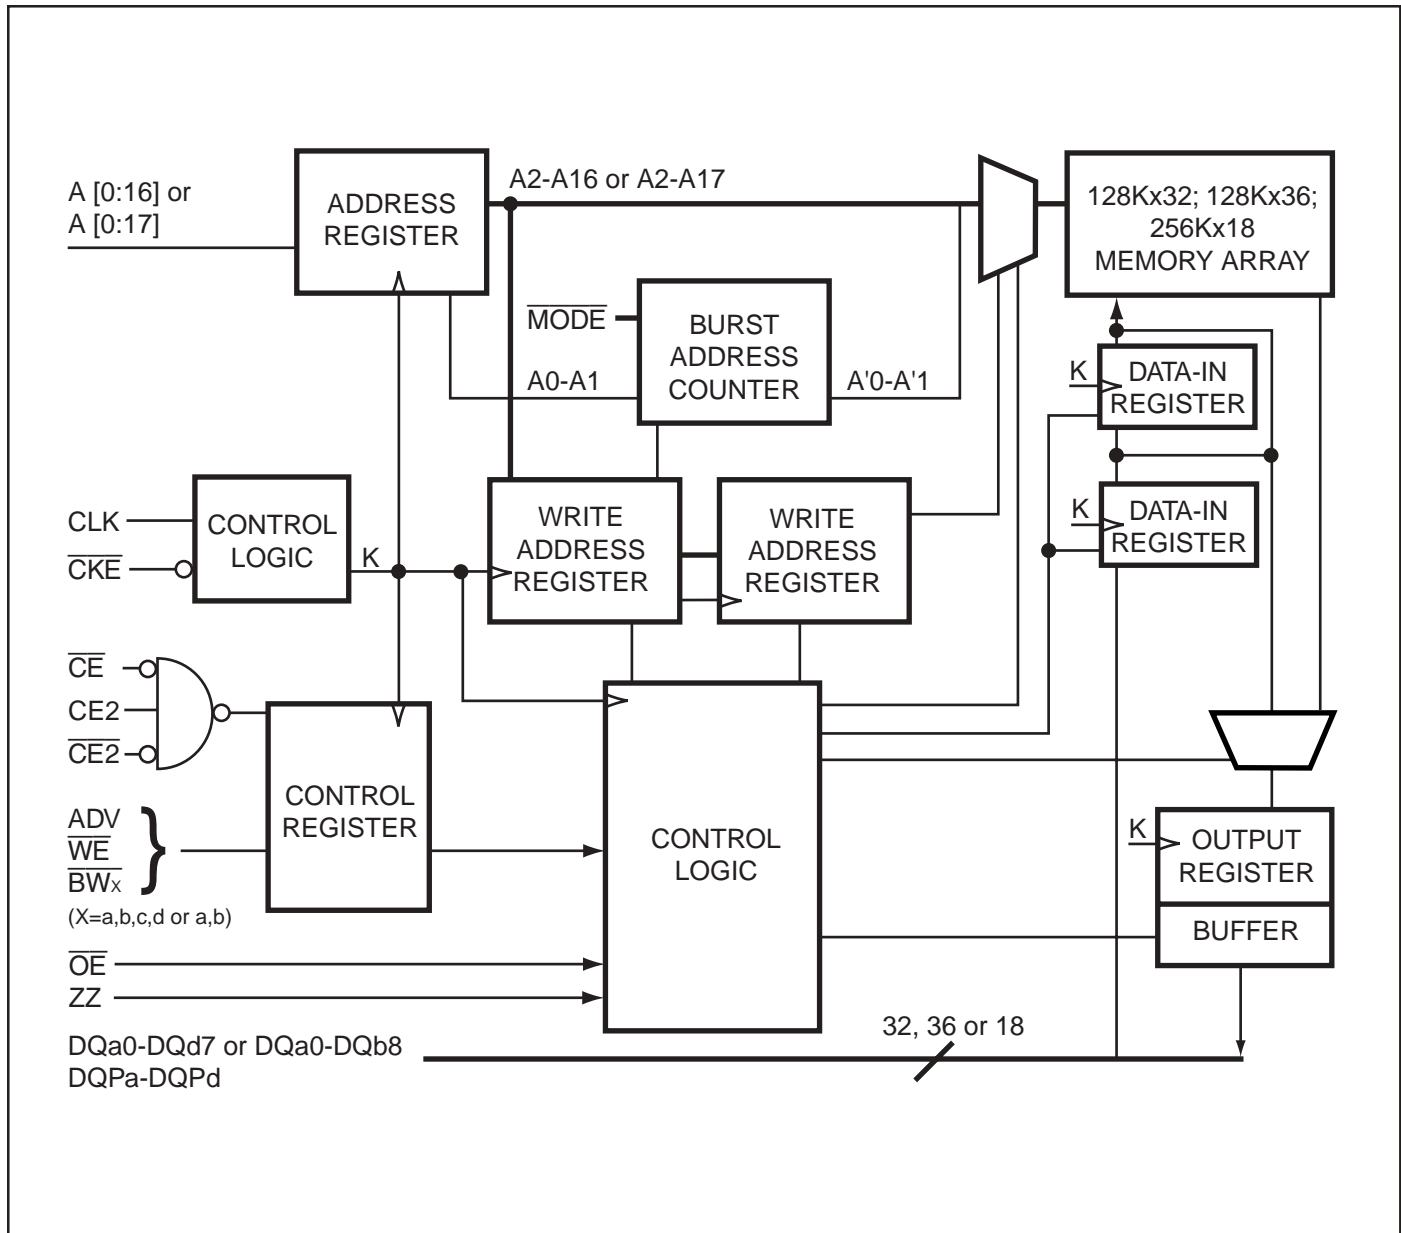 A [0:16] or
A [0:17]
ADDRESS
REGISTER
A2-A16 or A2-A17
128Kx32; 128Kx36;
256Kx18
MEMORY ARRAY
MODE
BURST
ADDRESS
COUNTER
A0-A1
A'0-A'1
K
DATA-IN
REGISTER
K
DATA-IN
REGISTER
CLK
CKE
CONTROL
LOGIC
K
WRITE
ADDRESS
REGISTER
WRITE
ADDRESS
REGISTER
CE
CE2
CE2
ADV
WE
BWX
(X=a,b,c,d or a,b)
CONTROL
REGISTER
CONTROL
LOGIC
K
OUTPUT
REGISTER
BUFFER
OE
ZZ
DQa0-DQd7 or DQa0-DQb8
DQPa-DQPd
32, 36 or 18